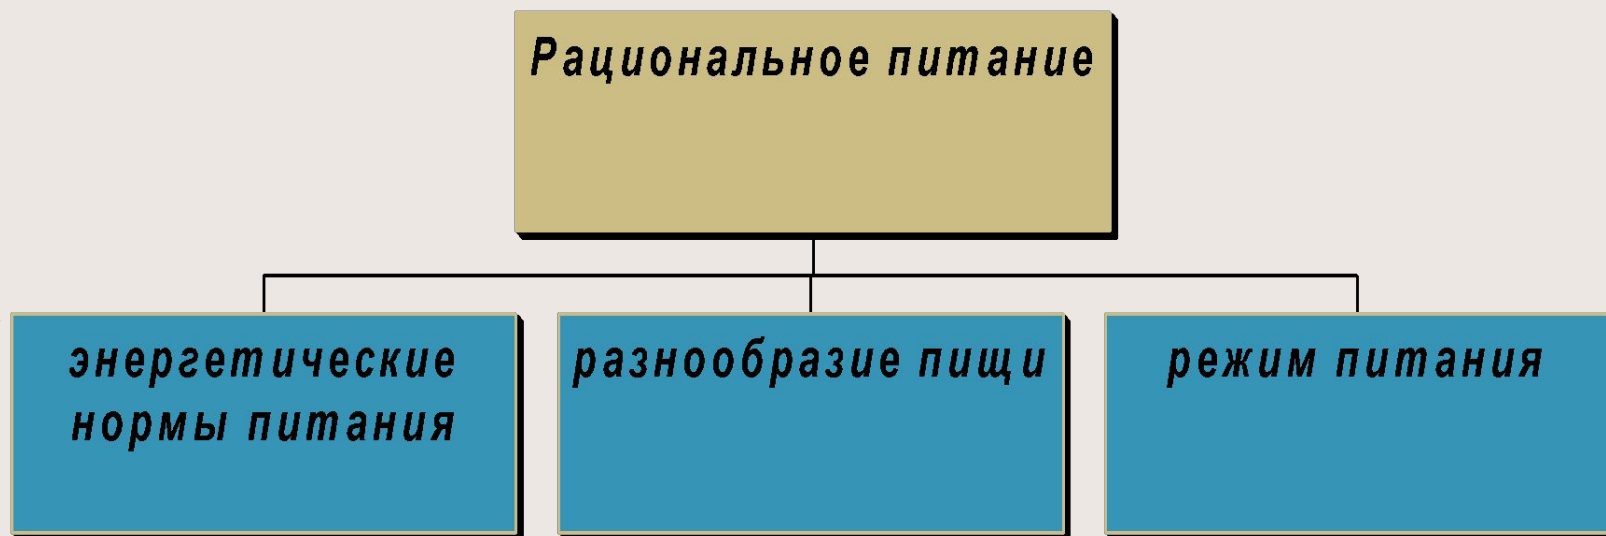 Рациональное питание
энергетические
нормы питания
разнообразие пищи
режим питания